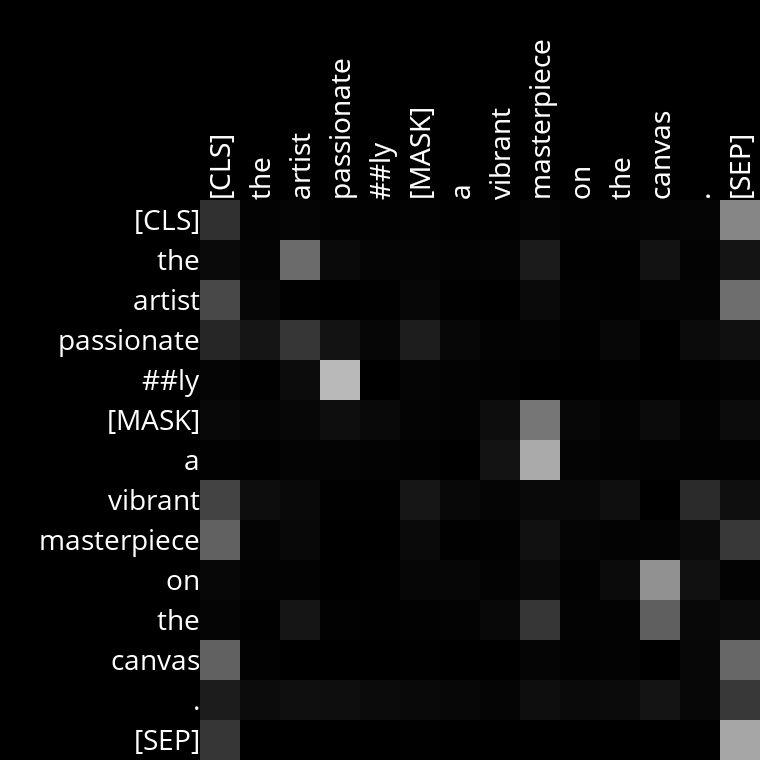 [CLS] the artist passionate ##ly [MASK] a vibrant masterpiece on the canvas . [SEP]
[CLS]
the
artist
passionate
##ly
[MASK]
a
vibrant
masterpiece
on
the
canvas
.
[SEP]